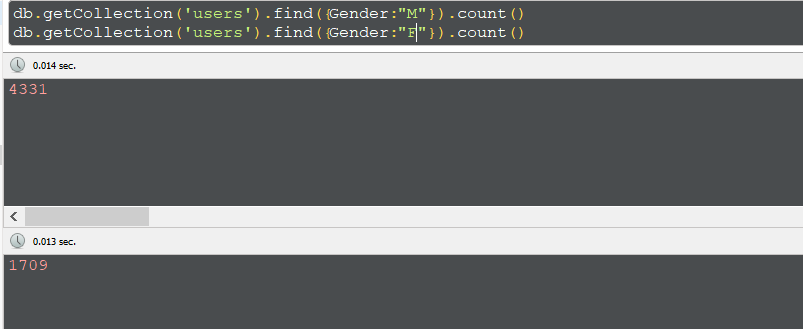 db.getCollection('users').find({Gender:"M"}).count()
db.getCollection('users').find({Gender:"F"}).count()
0.014 sec.
4331
0.013 sec.
1709